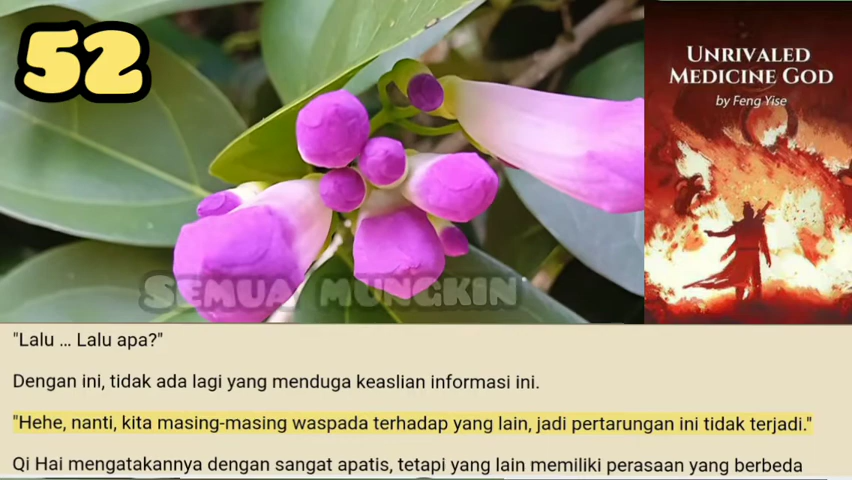 52
UNRIVALED
MEDICINE GOD
by Feng Yise
SEMUA MUNGKIN
"Lalu ... Lalu apa?"
Dengan ini, tidak ada lagi yang menduga keaslian informasi ini.
"Hehe, nanti, kita masing-masing waspada terhadap yang lain, jadi pertarungan ini tidak terjadi."
Qi Hai mengatakannya dengan sangat apatis, tetapi yang lain memiliki perasaan yang berbeda